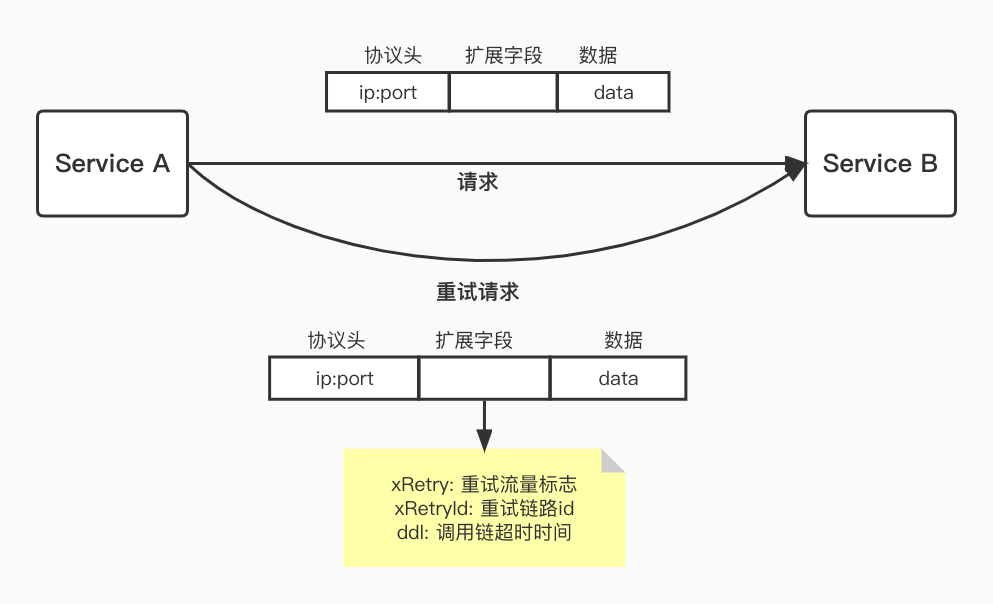 协议头 扩展字段 数据
ip:port data
Service A
Service B
请求
重试请求
协议头 扩展字段 数据
ip:port data
xRetry: 重试流量标志
xRetryId: 重试链路id
ddl: 调用链超时时间